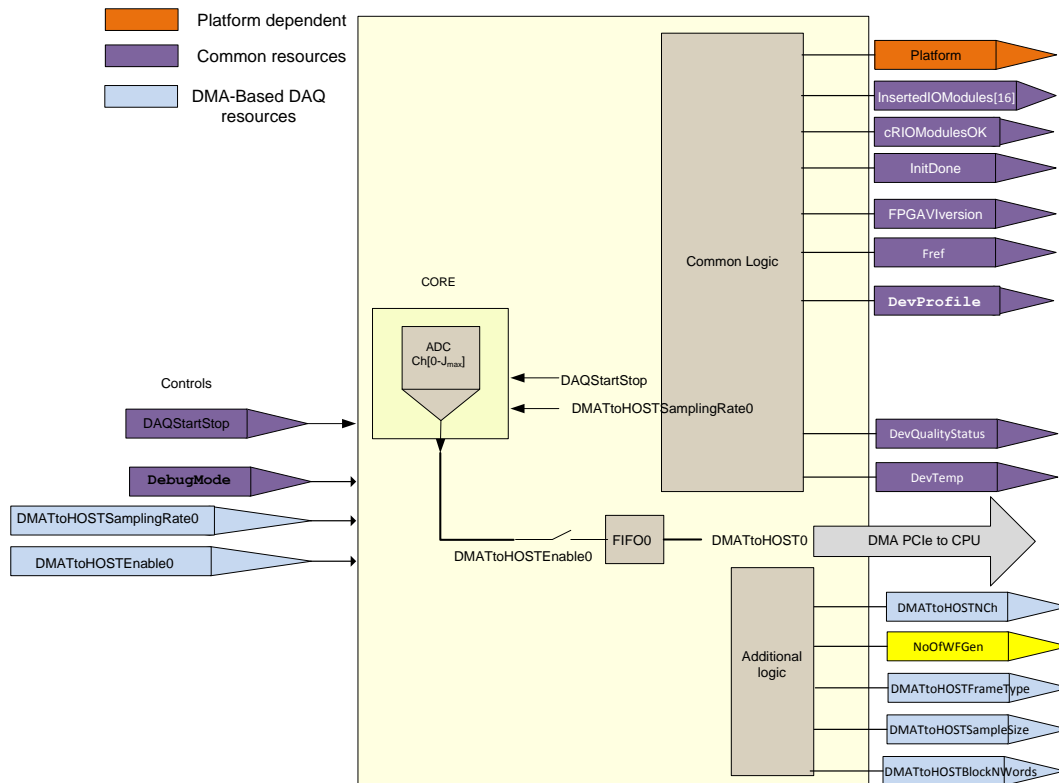 Platform dependent
Common resources
DMA-Based DAQ
resources
Controls
DAQStartStop
DebugMode
DMATtoHOSTSamplingRate0
DMATtoHOSTEnable0
CORE
ADC
Ch[0-Jmax]
DAQStartStop
DMATtoHOSTSamplingRate0
DMATtoHOSTEnable0
FIFO0
DMATtoHOST0
DMA PCIe to CPU
Common Logic
Platform
InsertedIOModules[16]
cRIOModulesOK
InitDone
FPGAVIversion
Fref
DevProfile
DevQualityStatus
DevTemp
Additional
logic
DMATtoHOSTNCh
NoOfWFGen
DMATtoHOSTFrameType
DMATtoHOSTSampleSize
DMATtoHOSTBlockNWords